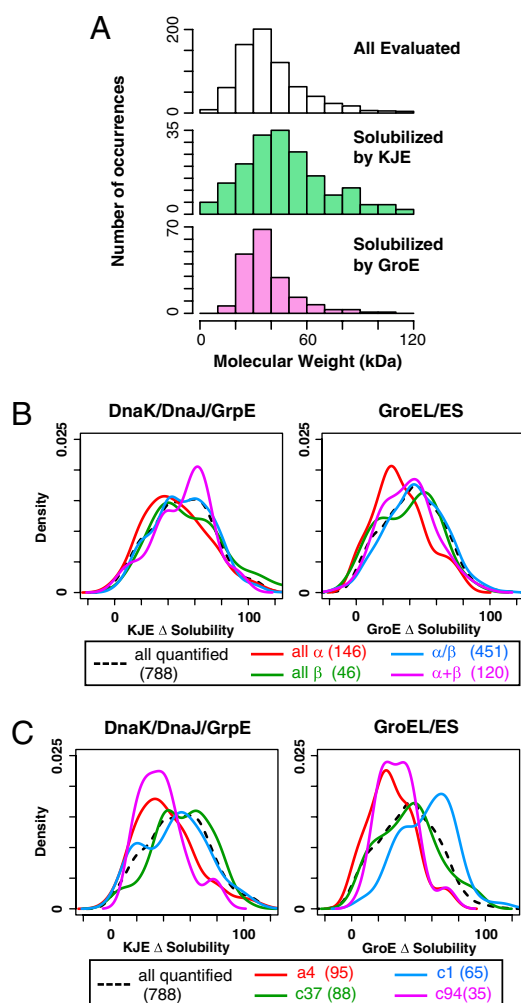 A
Number of occurrences
200
0
All Evaluated
35
0
Solubilized
by KJE
70
0
Solubilized
by GroE
0 60 120
Molecular Weight (kDa)
B
DnaK/DnaJ/GrpE
GroEL/ES
Density
0.025
0
0 100
0 100
KJE Δ Solubility
GroE Δ Solubility
all quantified
(788)
all α (146)
all β (46)
α/β (451)
α+β (120)
C
DnaK/DnaJ/GrpE
GroEL/ES
Density
0.025
0
0 100
0 100
KJE Δ Solubility
GroE Δ Solubility
all quantified
(788)
a4 (95)
c37 (88)
c1 (65)
c94(35)